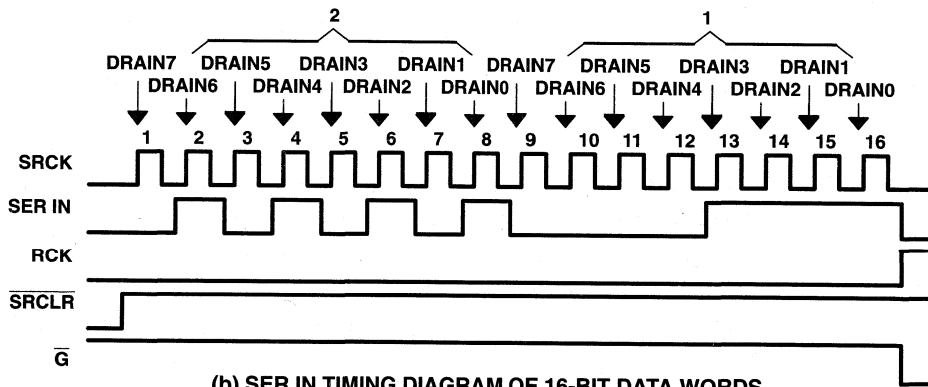 2 1
DRAIN7 DRAIN5 DRAIN3 DRAIN1 DRAIN7 DRAIN5 DRAIN3 DRAIN1
DRAIN6 DRAIN4 DRAIN2 DRAIN0 DRAIN6 DRAIN4 DRAIN2 DRAIN0
1 2 3 4 5 6 7 8 9 10 11 12 13 14 15 16
SRCK
SER IN
RCK
SRCLR
G
(b) SER IN TIMING DIAGRAM OF 16-BIT DATA WORDS